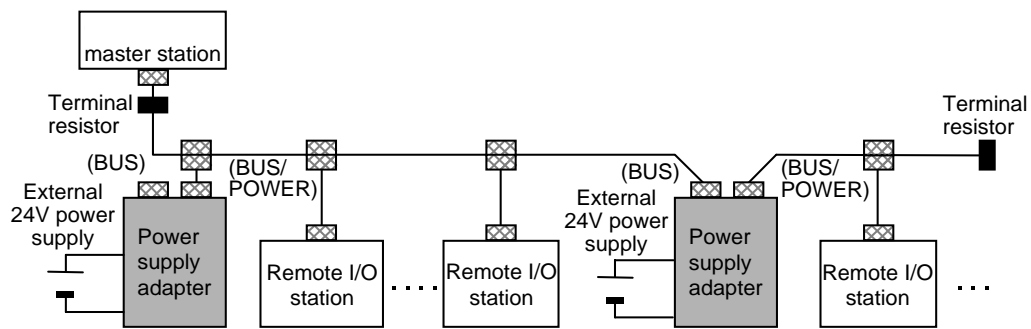 master station
Terminal
resistor
Terminal
resistor
(BUS)
(BUS/
POWER)
(BUS)
(BUS/
POWER)
External
24V power
supply
Power
supply
adapter
Remote I/O
station
. . . . .
Remote I/O
station
External
24V power
supply
Power
supply
adapter
Remote I/O
station
. . .